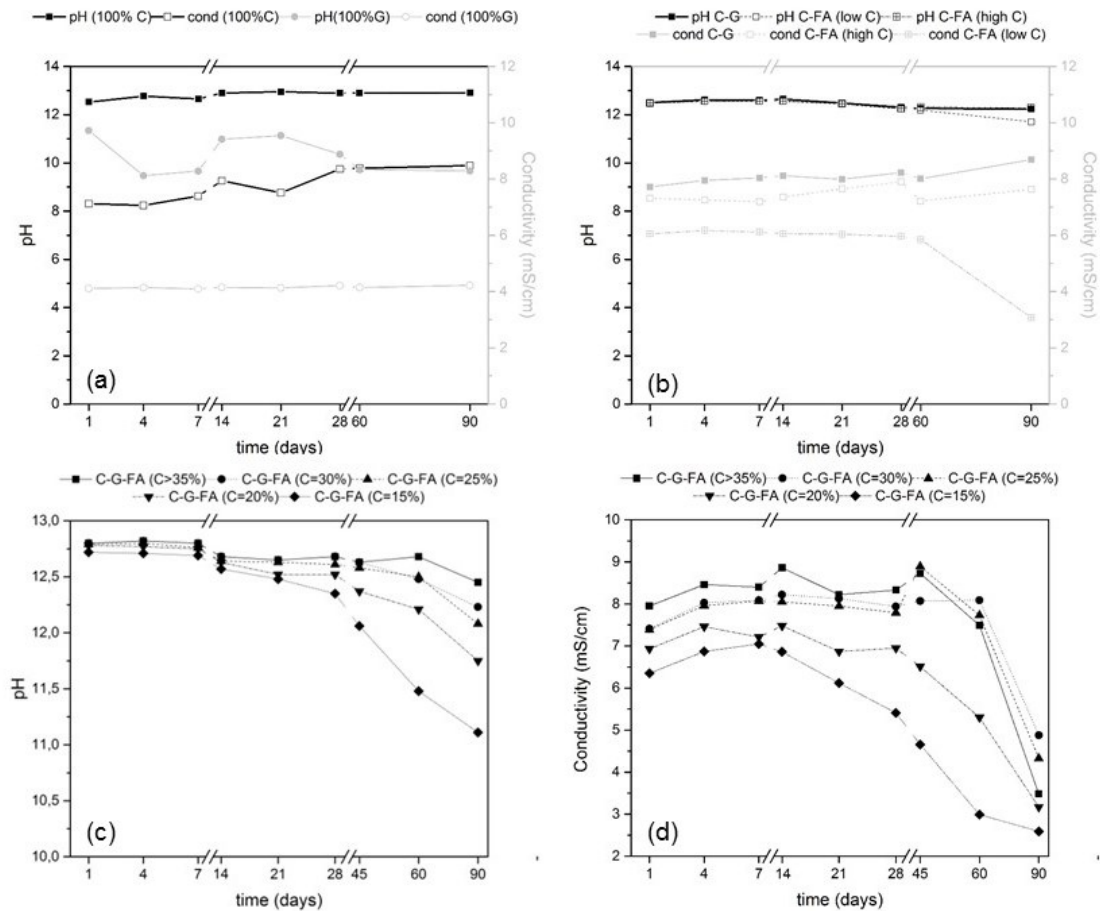 pH (100% C) cond (100%C) pH(100%G) cond (100%G)
14
12
10
8
6
4
2
0
pH
12
10
8
6
4
2
0
Conductivity (mS/cm)
(a)
1 4 7 14 21 28 60 90
time (days)
pH C-G pH C-FA (low C) pH C-FA (high C)
cond C-G cond C-FA (high C) cond C-FA (low C)
14
12
10
8
6
4
2
0
pH
12
10
8
6
4
2
0
Conductivity (mS/cm)
(b)
1 4 7 14 21 28 60 90
time (days)
C-G-FA (C>35%) C-G-FA (C=30%) C-G-FA (C=25%)
C-G-FA (C=20%) C-G-FA (C=15%)
13,0
12,5
12,0
11,5
11,0
10,5
10,0
pH
(c)
1 4 7 14 21 28 45 60 90
time (days)
C-G-FA (C>35%) C-G-FA (C=30%) C-G-FA (C=25%)
C-G-FA (C=20%) C-G-FA (C=15%)
10
9
8
7
6
5
4
3
2
Conductivity (mS/cm)
(d)
1 4 7 14 21 28 45 60 90
time (days)